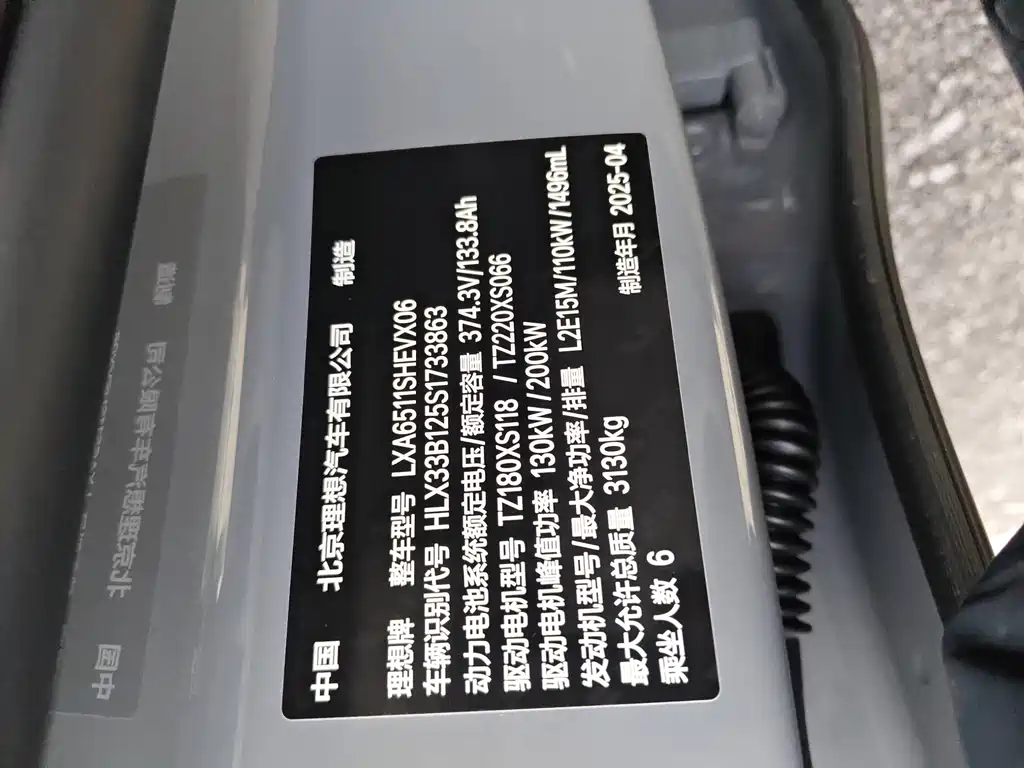 中国 北京理想汽车有限公司 制造
理想牌 整车型号 LXA6511SHEVX06
车辆识别代号 HLX33B125S1733863
动力电池系统额定电压/额定容量 374.3V/133.8Ah
驱动电机型号 TZ180XS118 / TZ220XS066
驱动电机峰值功率 130kW/200kW
发动机型号/最大净功率/排量 L2E15M/110kW/1496mL
最大允许总质量 3130kg 制造年月 2025-04
乘坐人数 6